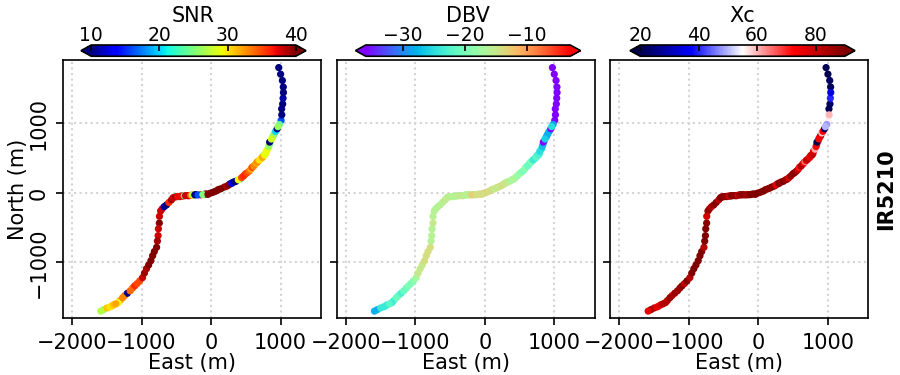 SNR DBV Xc
10 20 30 40 −30 −20 −10 20 40 60 80
1000
0
−1000
North (m)
IR5210
−2000 −1000 0 1000 −2000 −1000 0 1000 −2000 −1000 0 1000
East (m) East (m) East (m)